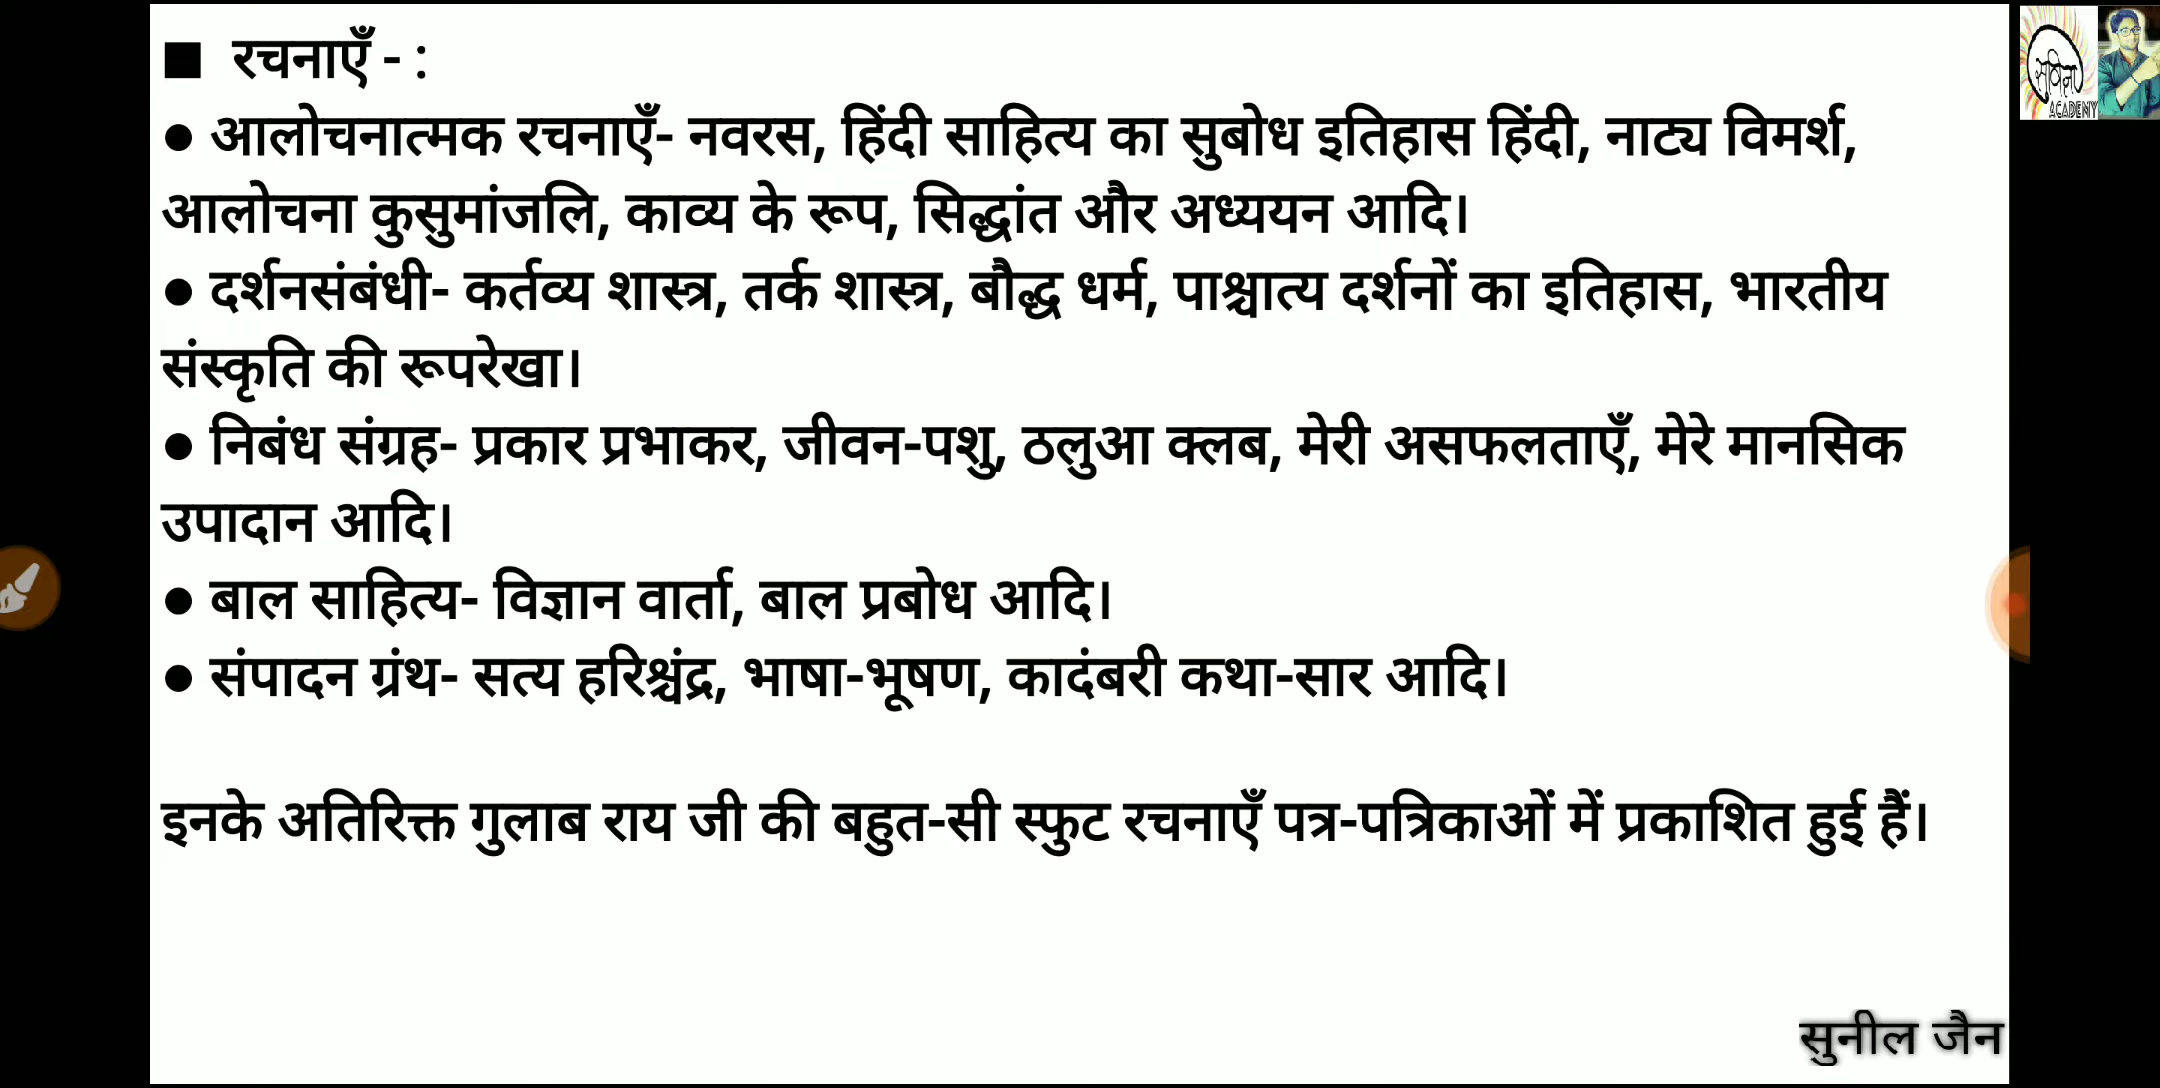 ■ रचनाएँ - :
● आलोचनात्मक रचनाएँ- नवरस, हिंदी साहित्य का सुबोध इतिहास हिंदी, नाट्य विमर्श,
आलोचना कुसुमांजलि, काव्य के रूप, सिद्धांत और अध्ययन आदि।
● दर्शनसंबंधी- कर्तव्य शास्त्र, तर्क शास्त्र, बौद्ध धर्म, पाश्चात्य दर्शनों का इतिहास, भारतीय
संस्कृति की रूपरेखा।
● निबंध संग्रह- प्रकार प्रभाकर, जीवन-पशु, ठलुआ क्लब, मेरी असफलताएँ, मेरे मानसिक
उपादान आदि।
● बाल साहित्य- विज्ञान वार्ता, बाल प्रबोध आदि।
● संपादन ग्रंथ- सत्य हरिश्चंद्र, भाषा-भूषण, कादंबरी कथा-सार आदि।
इनके अतिरिक्त गुलाब राय जी की बहुत-सी स्फुट रचनाएँ पत्र-पत्रिकाओं में प्रकाशित हुई हैं।
सुनील जैन
ACADEMY